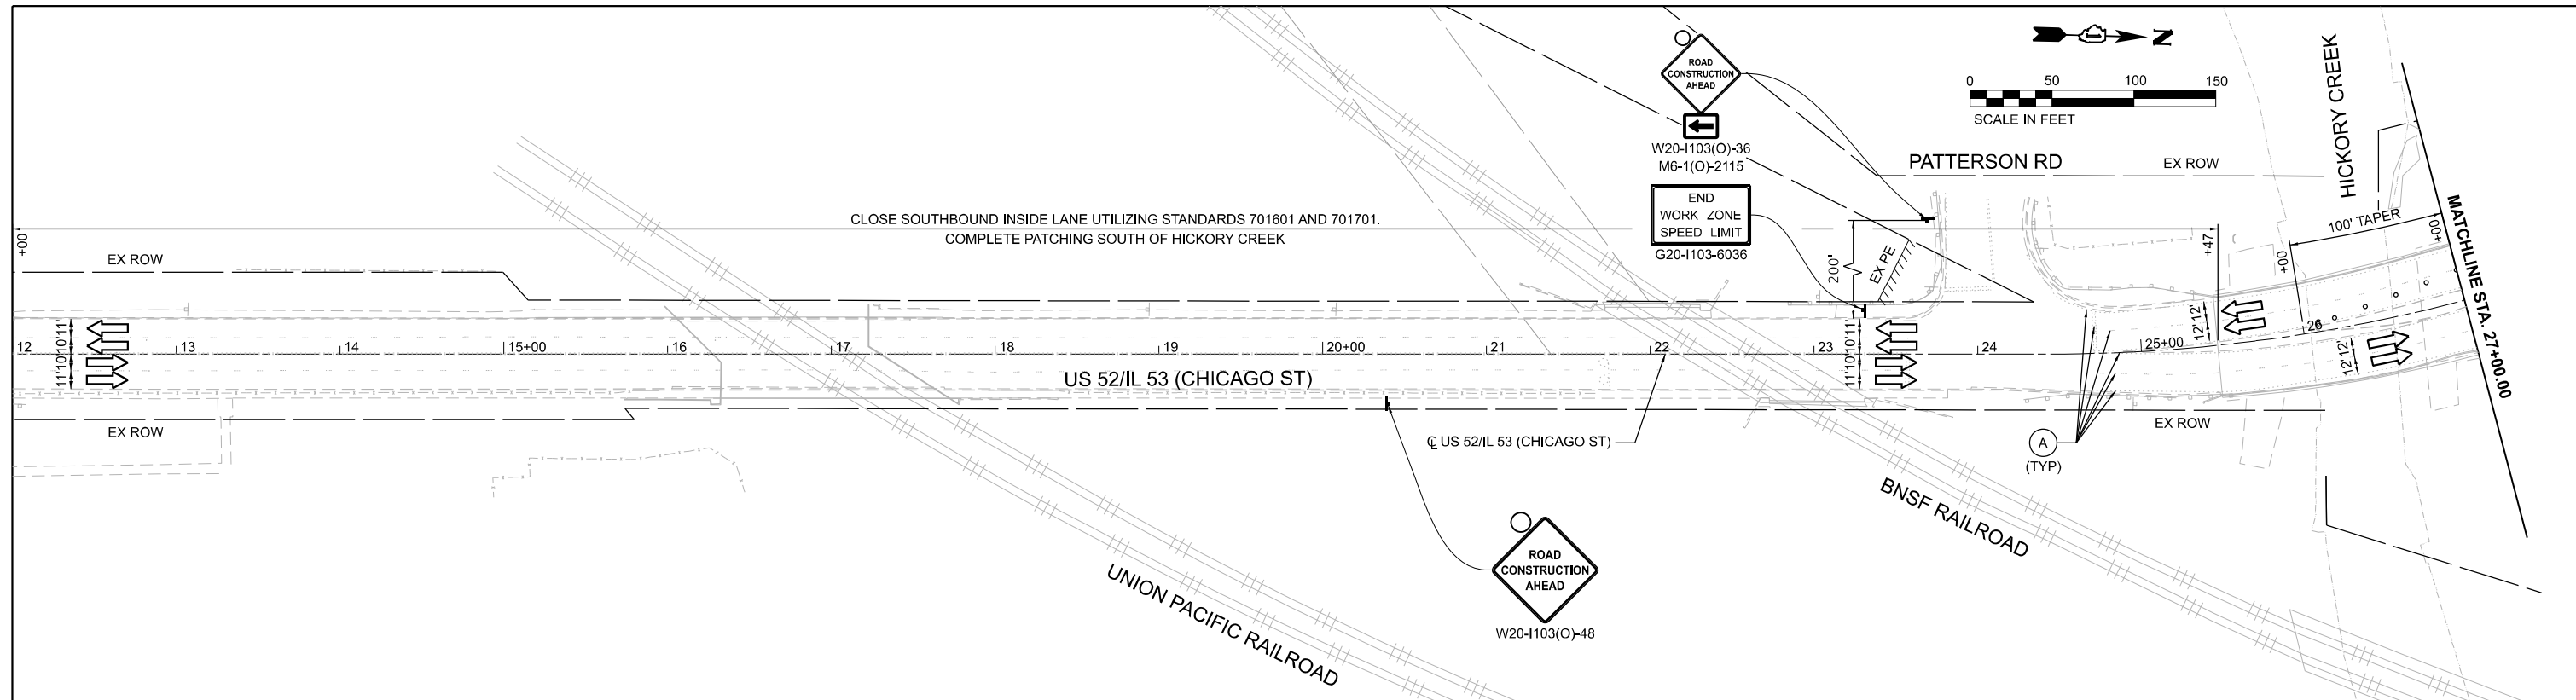 ROAD
CONSTRUCTION
AHEAD
W20-I103(O)-36
M6-1(O)-2115
END
WORK ZONE
SPEED LIMIT
G20-I103-6036
N
0 50 100 150
SCALE IN FEET
HICKORY CREEK
PATTERSON RD
EX ROW
MATCHLINE STA. 27+00.00
100' TAPER
+00
+00
+47
200'
EX PE
CLOSE SOUTHBOUND INSIDE LANE UTILIZING STANDARDS 701601 AND 701701.
COMPLETE PATCHING SOUTH OF HICKORY CREEK
+00
EX ROW
11'10'10'11'
11'10'10'11'
12'12'
12'12'
12 13 14 15+00 16 17 18 19 20+00 21 22 23 24 25+00 26
US 52/IL 53 (CHICAGO ST)
EX ROW
℄ US 52/IL 53 (CHICAGO ST)
A
(TYP)
EX ROW
BNSF RAILROAD
UNION PACIFIC RAILROAD
ROAD
CONSTRUCTION
AHEAD
W20-I103(O)-48